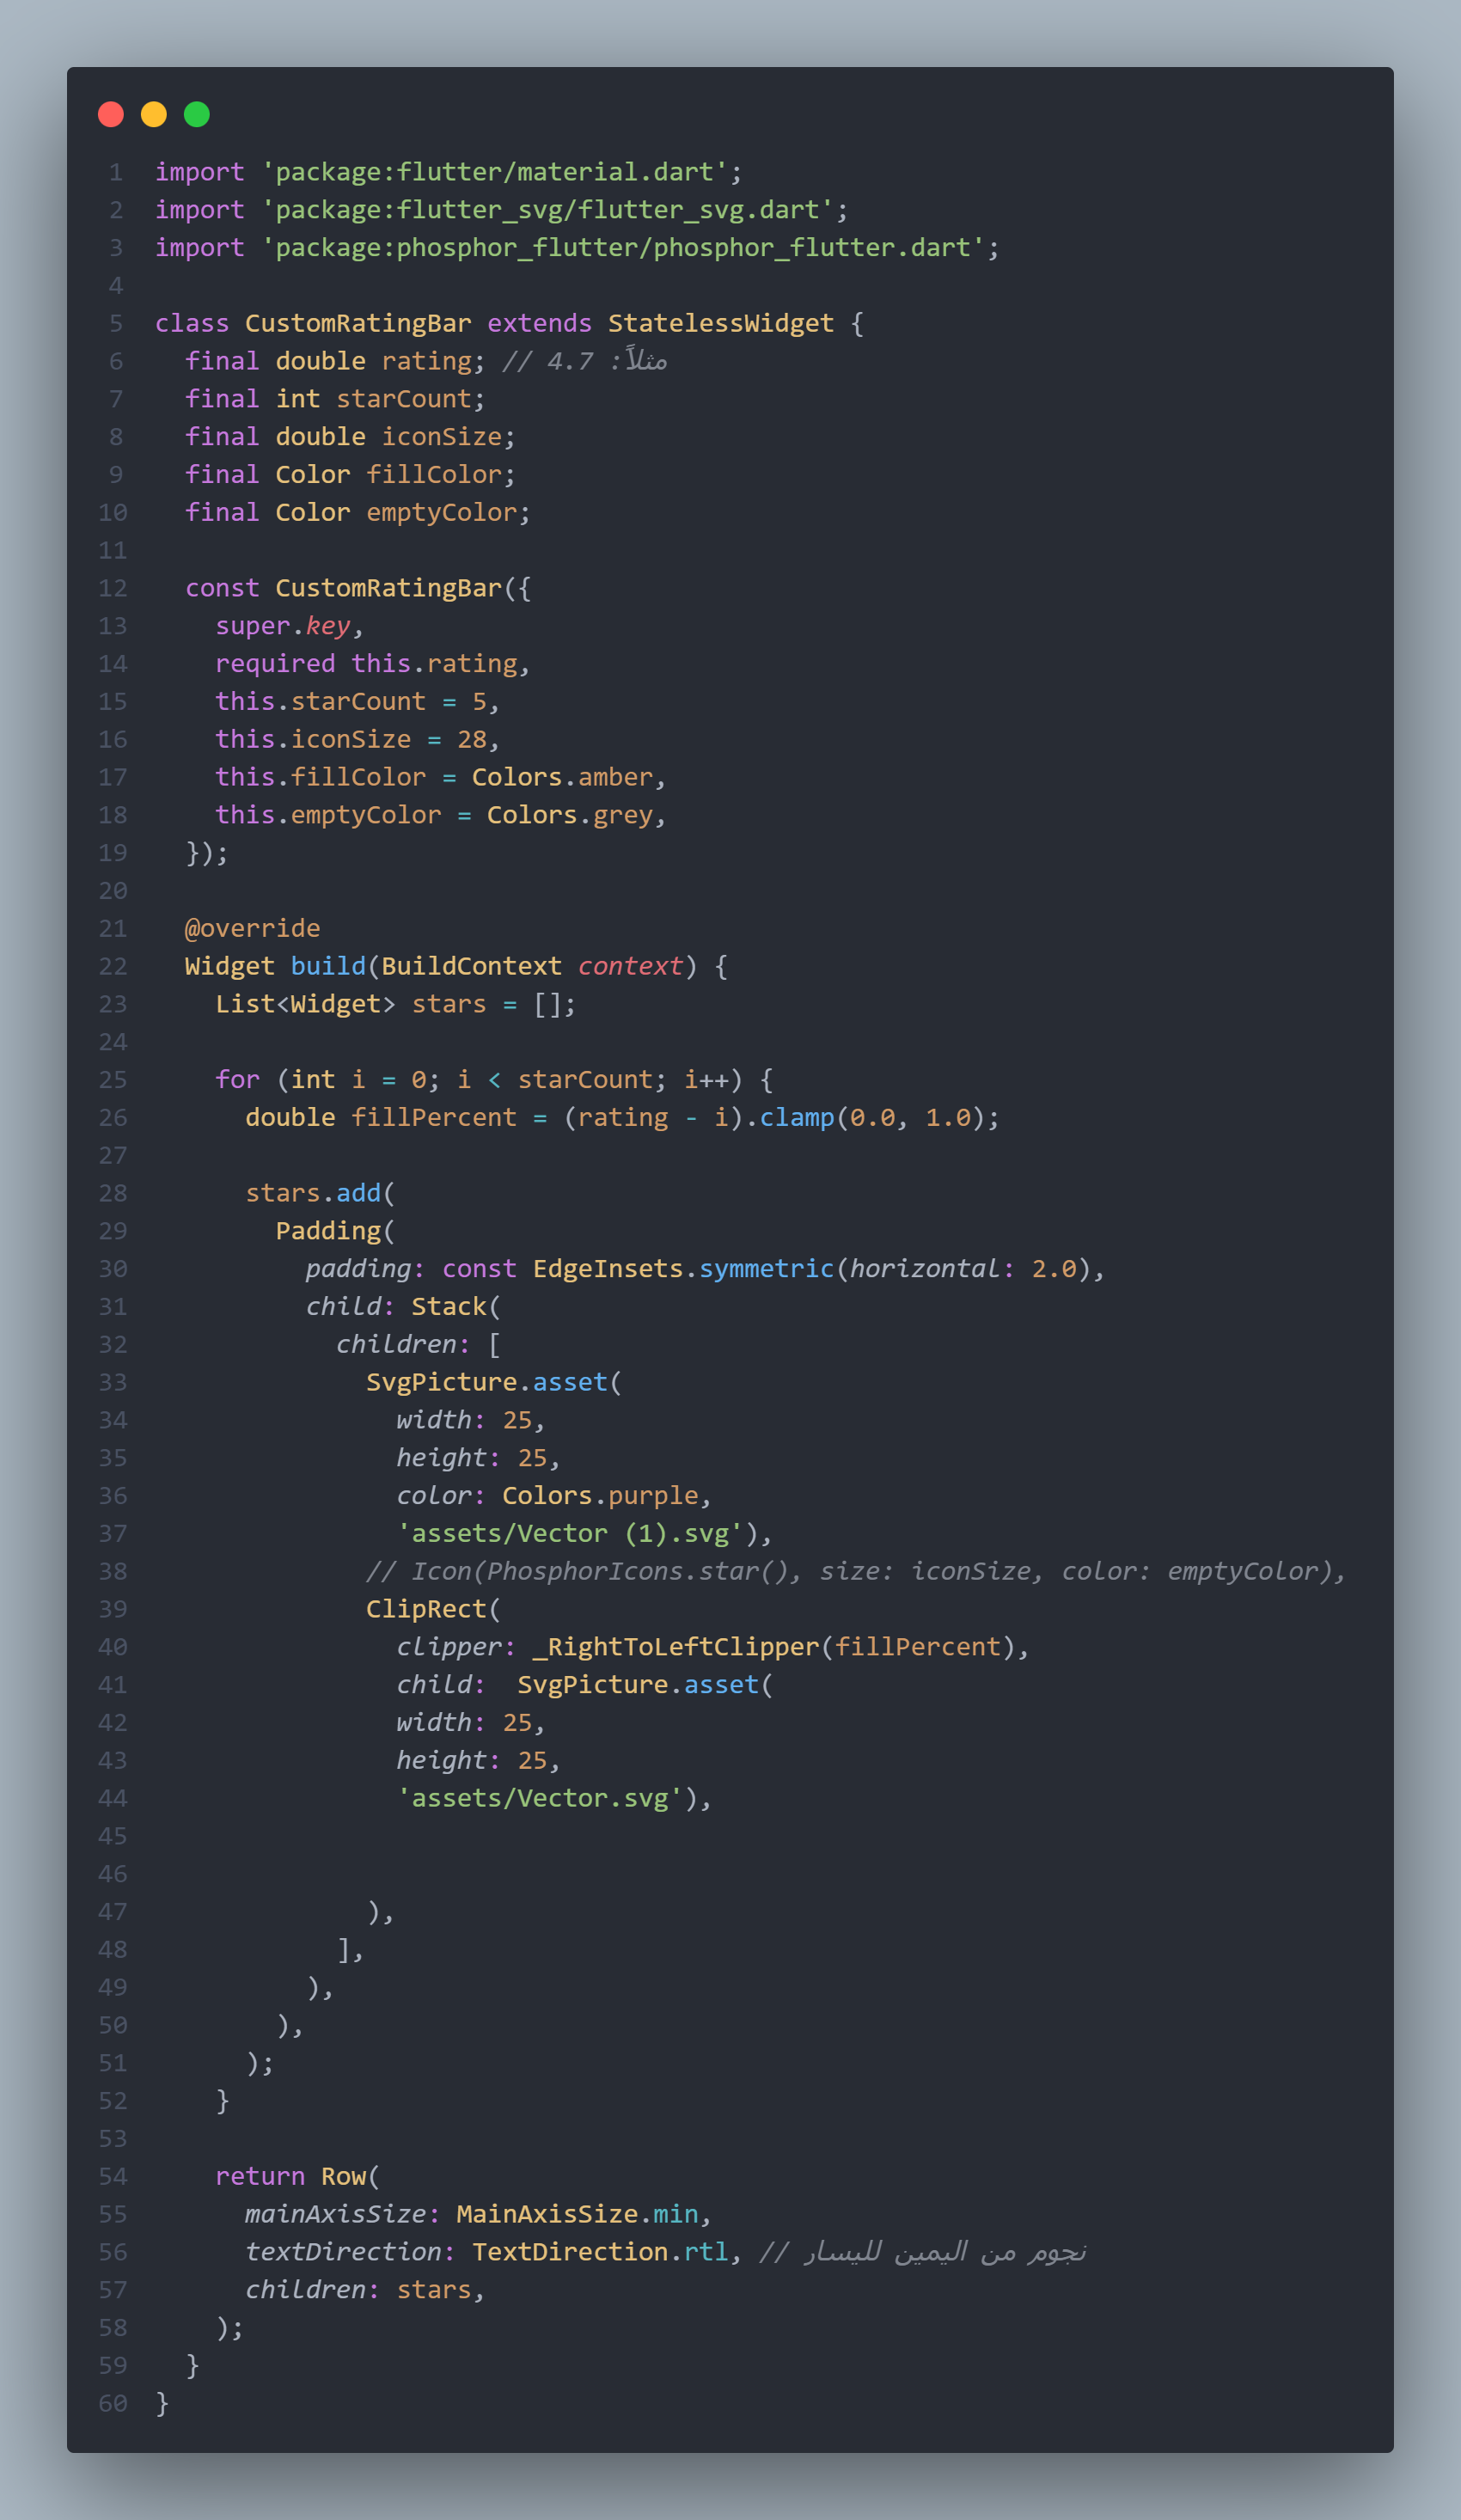 1 import 'package:flutter/material.dart';
2 import 'package:flutter_svg/flutter_svg.dart';
3 import 'package:phosphor_flutter/phosphor_flutter.dart';
4
5 class CustomRatingBar extends StatelessWidget {
6   final double rating; // مثلاً: 4.7
7   final int starCount;
8   final double iconSize;
9   final Color fillColor;
10   final Color emptyColor;
11
12   const CustomRatingBar({
13     super.key,
14     required this.rating,
15     this.starCount = 5,
16     this.iconSize = 28,
17     this.fillColor = Colors.amber,
18     this.emptyColor = Colors.grey,
19   });
20
21   @override
22   Widget build(BuildContext context) {
23     List<Widget> stars = [];
24
25     for (int i = 0; i < starCount; i++) {
26       double fillPercent = (rating - i).clamp(0.0, 1.0);
27
28       stars.add(
29         Padding(
30           padding: const EdgeInsets.symmetric(horizontal: 2.0),
31           child: Stack(
32             children: [
33               SvgPicture.asset(
34                 width: 25,
35                 height: 25,
36                 color: Colors.purple,
37                 'assets/Vector (1).svg'),
38               // Icon(PhosphorIcons.star(), size: iconSize, color: emptyColor),
39               ClipRect(
40                 clipper: _RightToLeftClipper(fillPercent),
41                 child:  SvgPicture.asset(
42                 width: 25,
43                 height: 25,
44                 'assets/Vector.svg'),
45
46
47               ),
48             ],
49           ),
50         ),
51       );
52     }
53
54     return Row(
55       mainAxisSize: MainAxisSize.min,
56       textDirection: TextDirection.rtl, // نجوم من اليمين لليسار
57       children: stars,
58     );
59   }
60 }